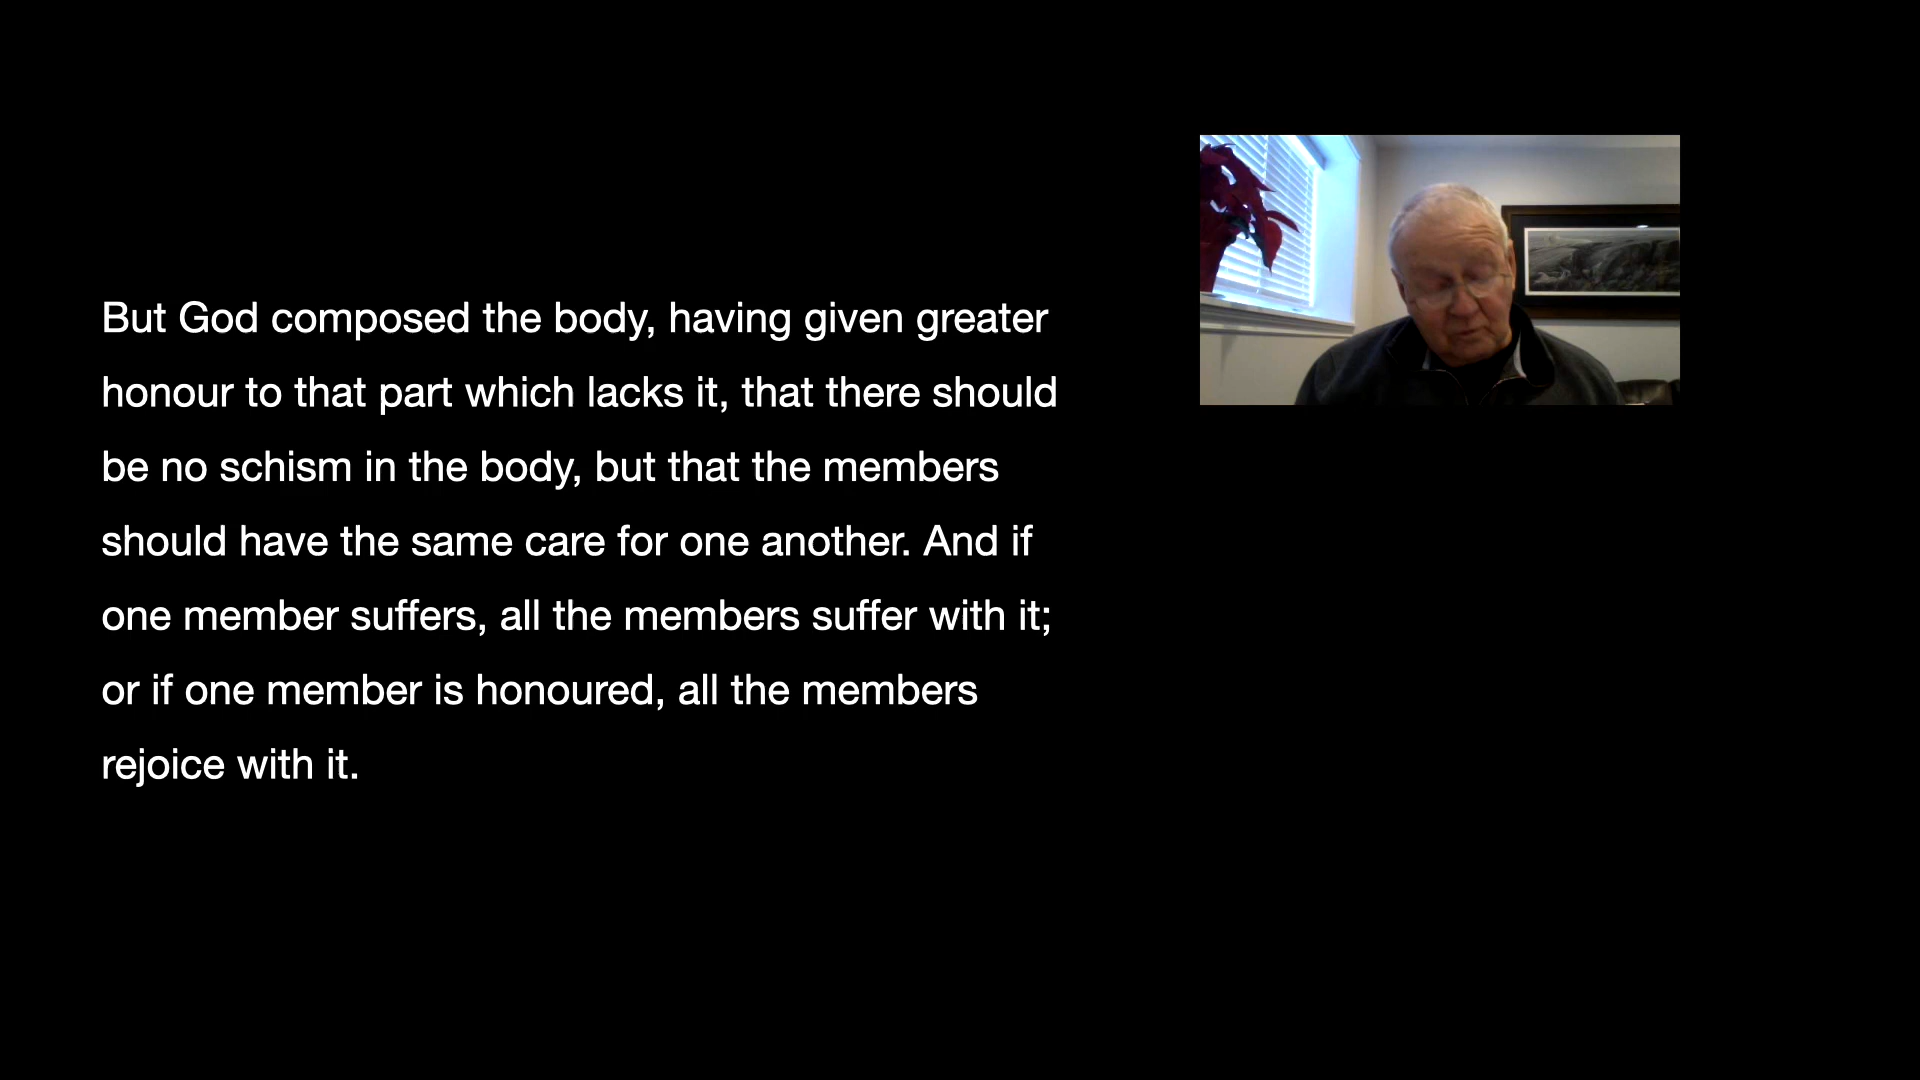 But God composed the body, having given greater
honour to that part which lacks it, that there should
be no schism in the body, but that the members
should have the same care for one another. And if
one member suffers, all the members suffer with it;
or if one member is honoured, all the members
rejoice with it.